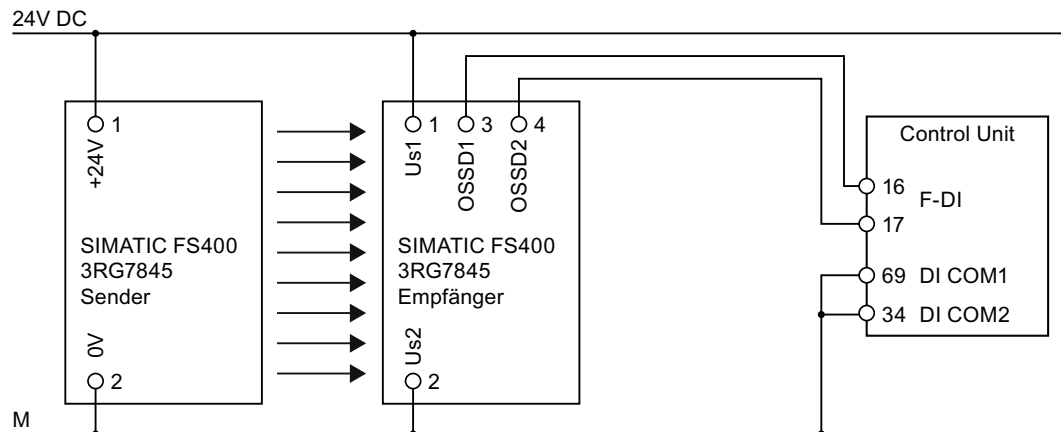 24V DC
1
+24V
SIMATIC FS400
3RG7845
Sender
0V
2
1
Us1
3
OSSD1
4
OSSD2
SIMATIC FS400
3RG7845
Empfänger
Us2
2
Control Unit
16
F-DI
17
69 DI COM1
34 DI COM2
M